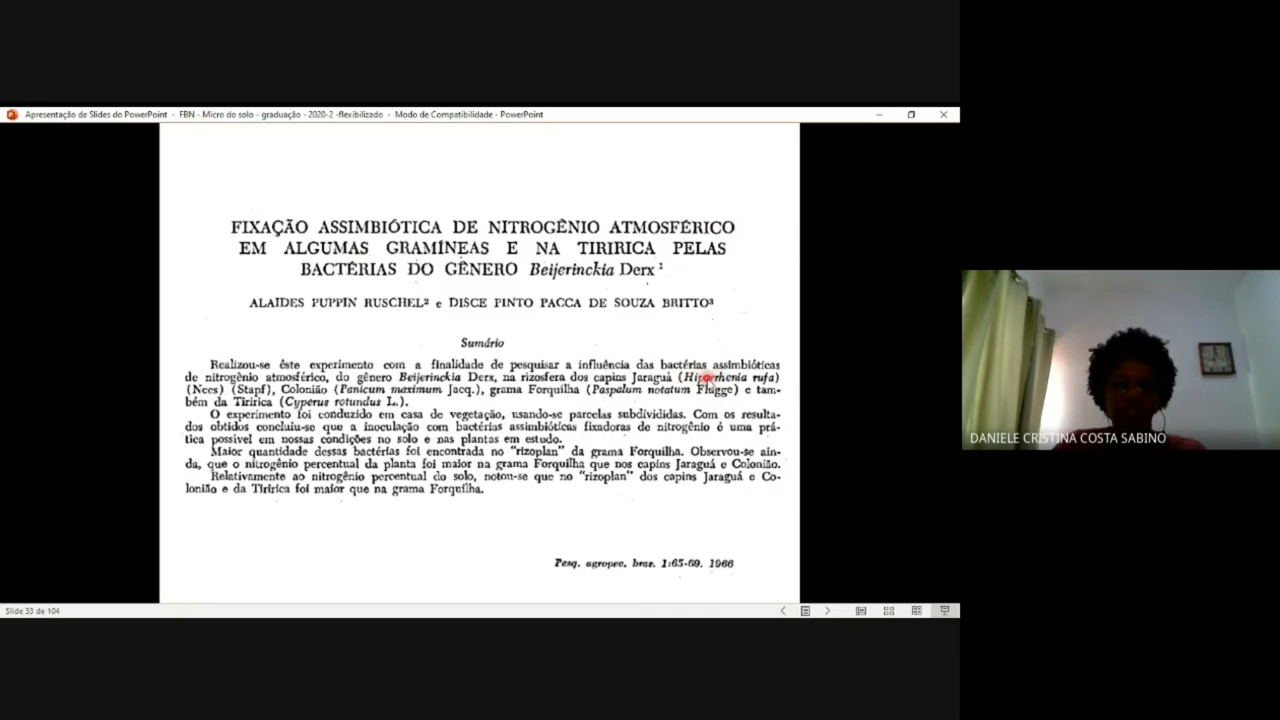 Apresentação de Slides do PowerPoint - FBN - Micro do solo - graduação - 2020-2 -flexibilizado - Modo de Compatibilidade - PowerPoint
FIXAÇÃO ASSIMBIÓTICA DE NITROGÊNIO ATMOSFÉRICO
EM ALGUMAS GRAMÍNEAS E NA TIRIRICA PELAS
BACTÉRIAS DO GÊNERO Beijerinckia Derx ¹
ALAIDES PUPPIN RUSCHEL² e DISCE PINTO PACCA DE SOUZA BRITTO³
Sumário
Realizou-se êste experimento com a finalidade de pesquisar a influência das bactérias assimbióticas
de nitrogênio atmosférico, do gênero Beijerinckia Derx, na rizosfera dos capins Jaraguá (Hiparrhenia rufa)
(Nees) (Stapf), Colonião (Panicum maximum Jacq.), grama Forquilha (Paspalum notatum Flügge) e tam-
bém da Tiririca (Cyperus rotundus L.).
O experimento foi conduzido em casa de vegetação, usando-se parcelas subdivididas. Com os resulta-
dos obtidos concluiu-se que a inoculação com bactérias assimbióticas fixadoras de nitrogênio é uma prá-
tica possível em nossas condições no solo e nas plantas em estudo.
Maior quantidade dessas bactérias foi encontrada no "rizoplan" da grama Forquilha. Observou-se ain-
da, que o nitrogênio percentual da planta foi maior na grama Forquilha que nos capins Jaraguá e Colonião.
Relativamente ao nitrogênio percentual do solo, notou-se que no "rizoplan" dos capins Jaraguá e Co-
lonião e da Tiririca foi maior que na grama Forquilha.
Pesq. agropec. bras. 1:65-69. 1966
Slide 33 de 104
DANIELE CRISTINA COSTA SABINO